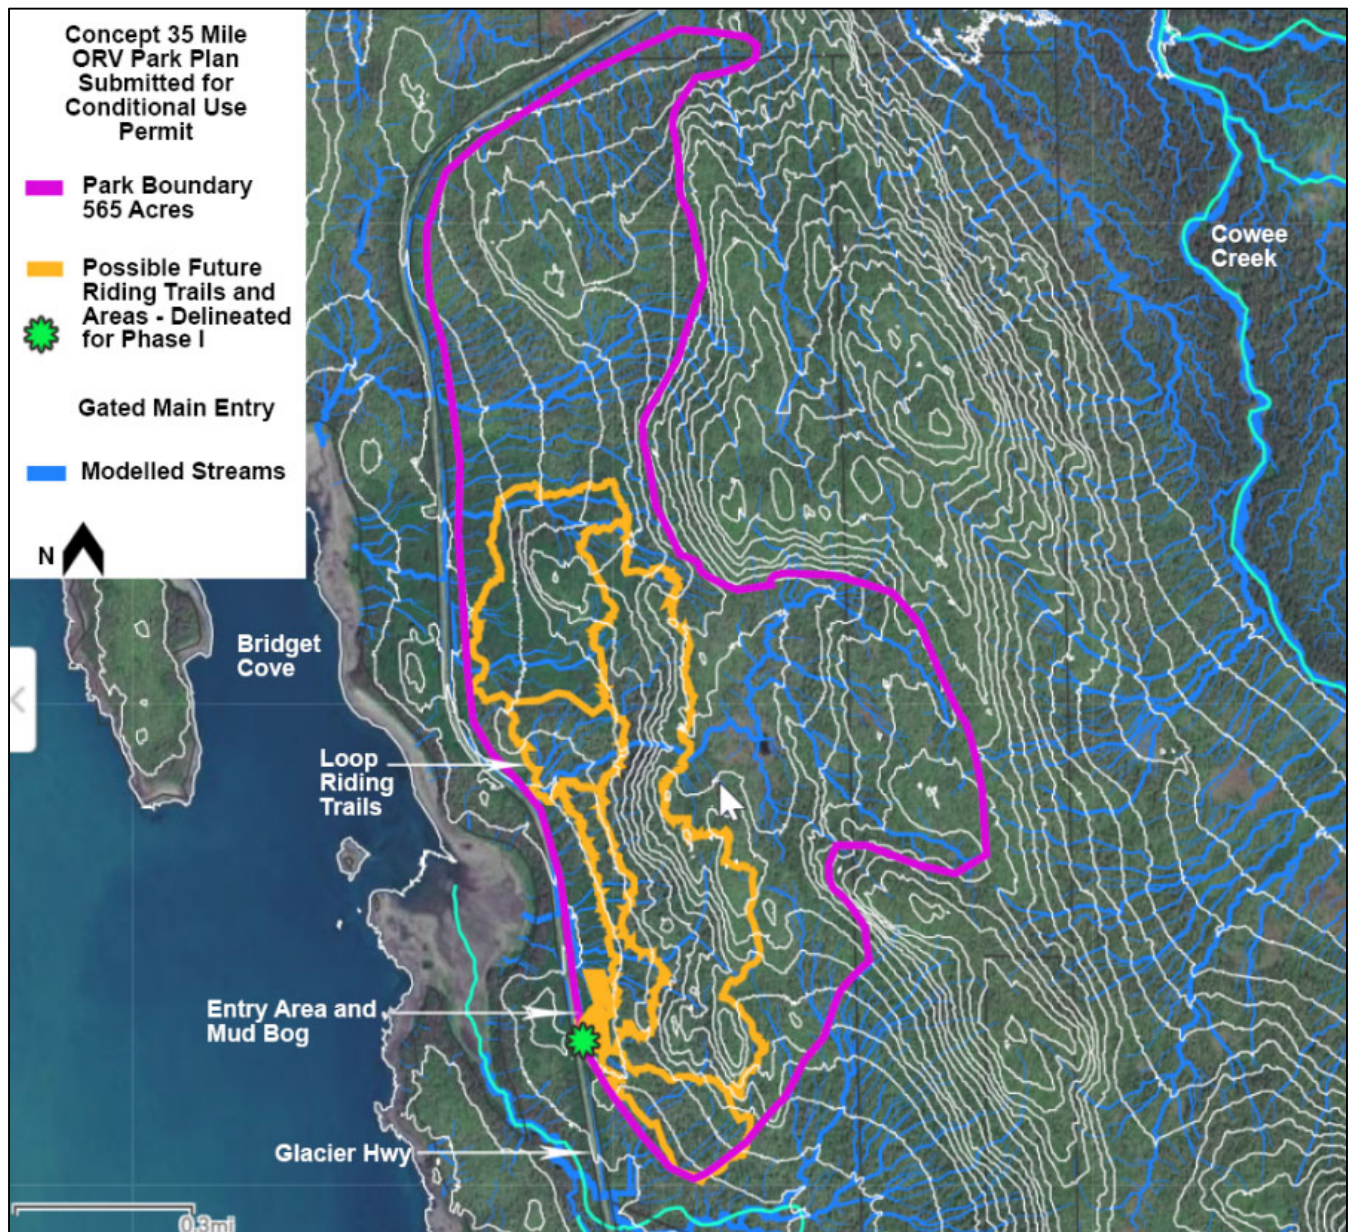 Concept 35 Mile
ORV Park Plan
Submitted for
Conditional Use
Permit
Park Boundary
565 Acres
Possible Future
Riding Trails and
Areas - Delineated
for Phase I
Gated Main Entry
Modelled Streams
N
Cowee
Creek
Bridget
Cove
Loop
Riding
Trails
Entry Area and
Mud Bog
Glacier Hwy
0.3mi